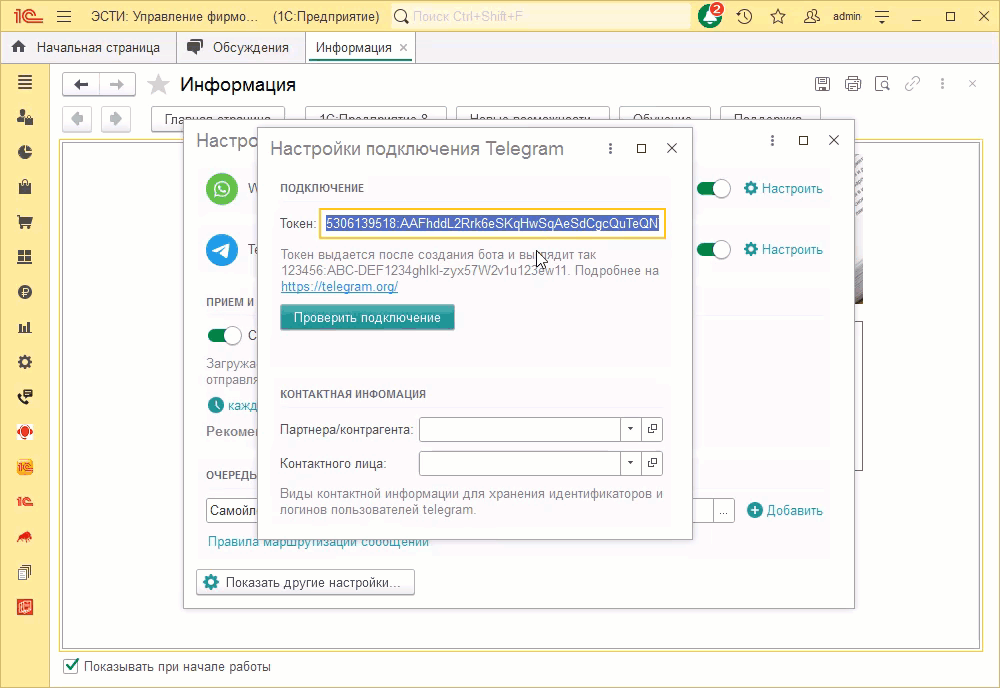 ЭСТИ: Управление фирмо... (1С:Предприятие) Поиск Ctrl+Shift+F 2 admin
Начальная страница Обсуждения Информация
Информация
Главная страница 1С:Предприятие 8 Новые возможности Обучение Поддержка
Настро
Настройки подключения Telegram
ПОДКЛЮЧЕНИЕ
W Настроить
Токен: 5306139518:AAFhddL2Rrk6eSKqHwSgAeSdCgcQuTeQN
Te Настроить
Токен выдается после создания бота и выглядит так
123456:ABC-DEF1234ghIkl-zyx57W2v1u123ew11. Подробнее на
https://telegram.org/
ПРИЕМ И
Проверить подключение
С
Загружа
отправля
КОНТАКТНАЯ ИНФОМАЦИЯ
кажд
Рекоме
Партнера/контрагента:
Контактного лица:
ОЧЕРЕДЬ
Виды контактной информации для хранения идентификаторов и
логинов пользователей telegram.
Самойл ... Добавить
Правила маршрутизации сообщений
Показать другие настройки...
Показывать при начале работы